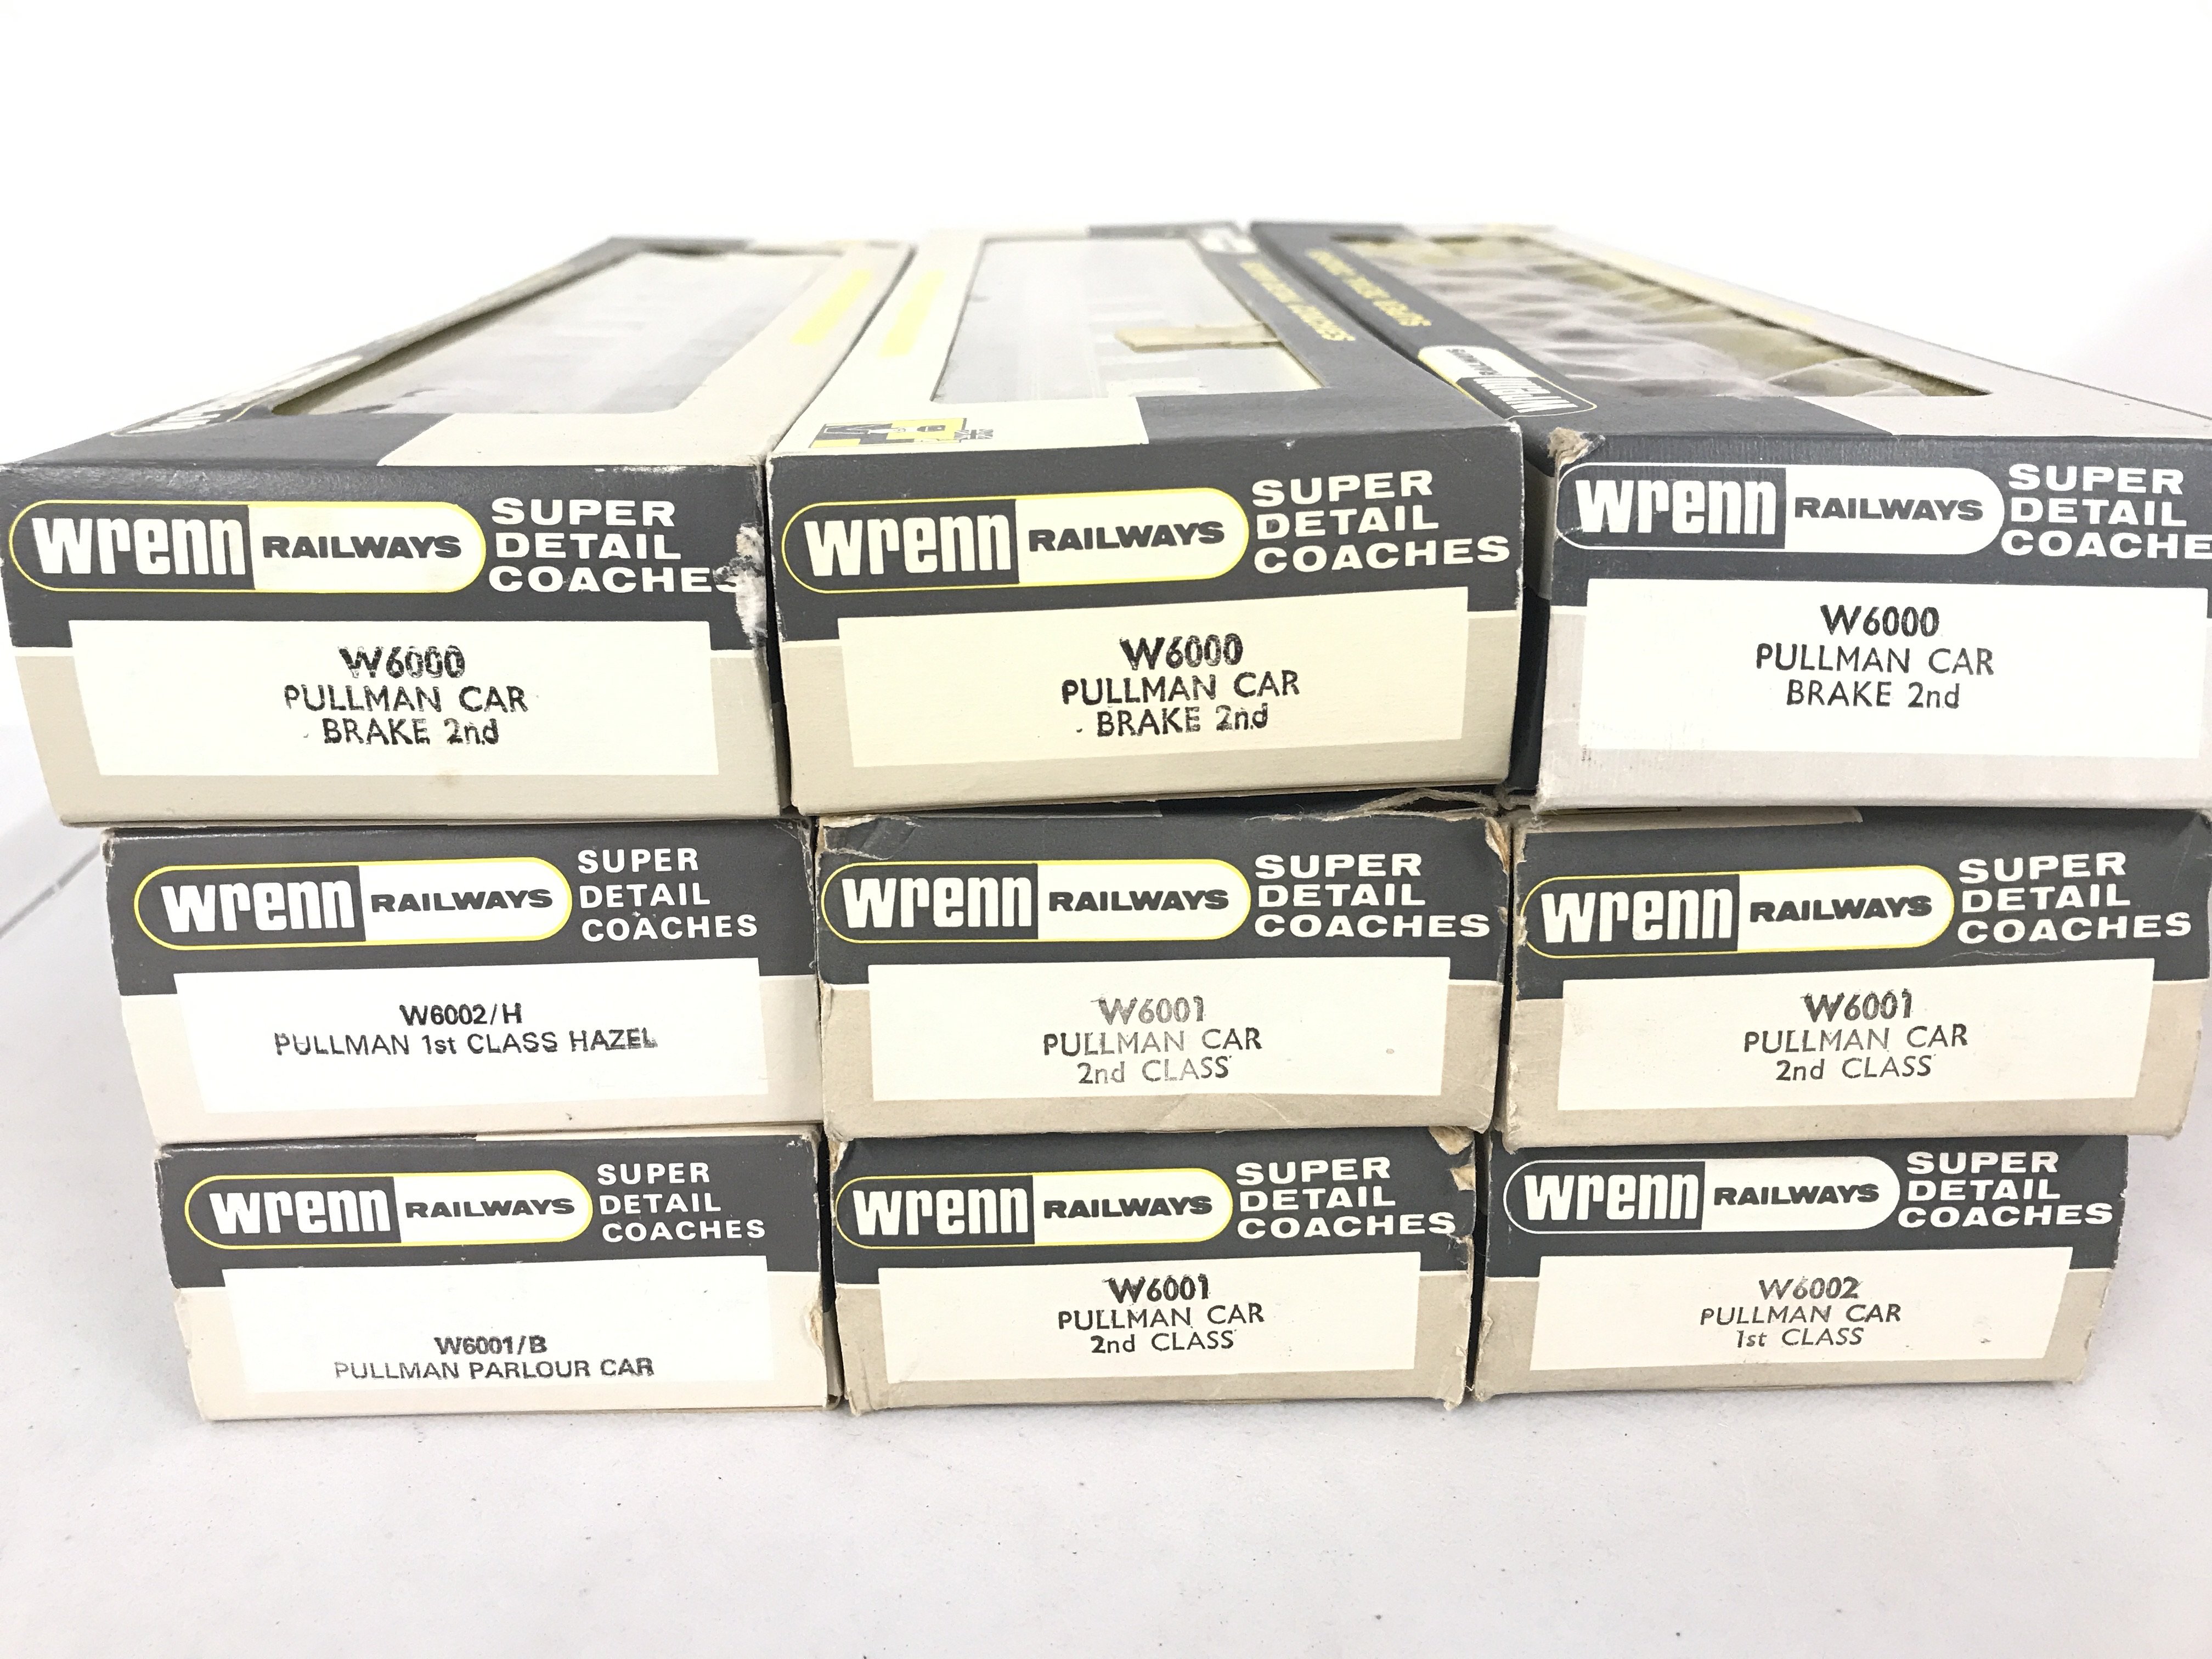 wrenn RAILWAYS
SUPER
DETAIL
COACHES
W6000
PULLMAN CAR
BRAKE 2nd
wrenn RAILWAYS
SUPER
DETAIL
COACHES
W6000
PULLMAN CAR
BRAKE 2nd
wrenn RAILWAYS
SUPER
DETAIL
COACHE
W6000
PULLMAN CAR
BRAKE 2nd
wrenn RAILWAYS
SUPER
DETAIL
COACHES
W6002/H
PULLMAN 1st CLASS HAZEL
wrenn RAILWAYS
SUPER
DETAIL
COACHES
W6001
PULLMAN CAR
2nd CLASS
wrenn RAILWAYS
SUPER
DETAIL
COACHES
W6001
PULLMAN CAR
2nd CLASS
wrenn RAILWAYS
SUPER
DETAIL
COACHES
W6001/B
PULLMAN PARLOUR CAR
wrenn RAILWAYS
SUPER
DETAIL
COACHES
W6001
PULLMAN CAR
2nd CLASS
wrenn RAILWAYS
SUPER
DETAIL
COACHES
W6002
PULLMAN CAR
1st CLASS